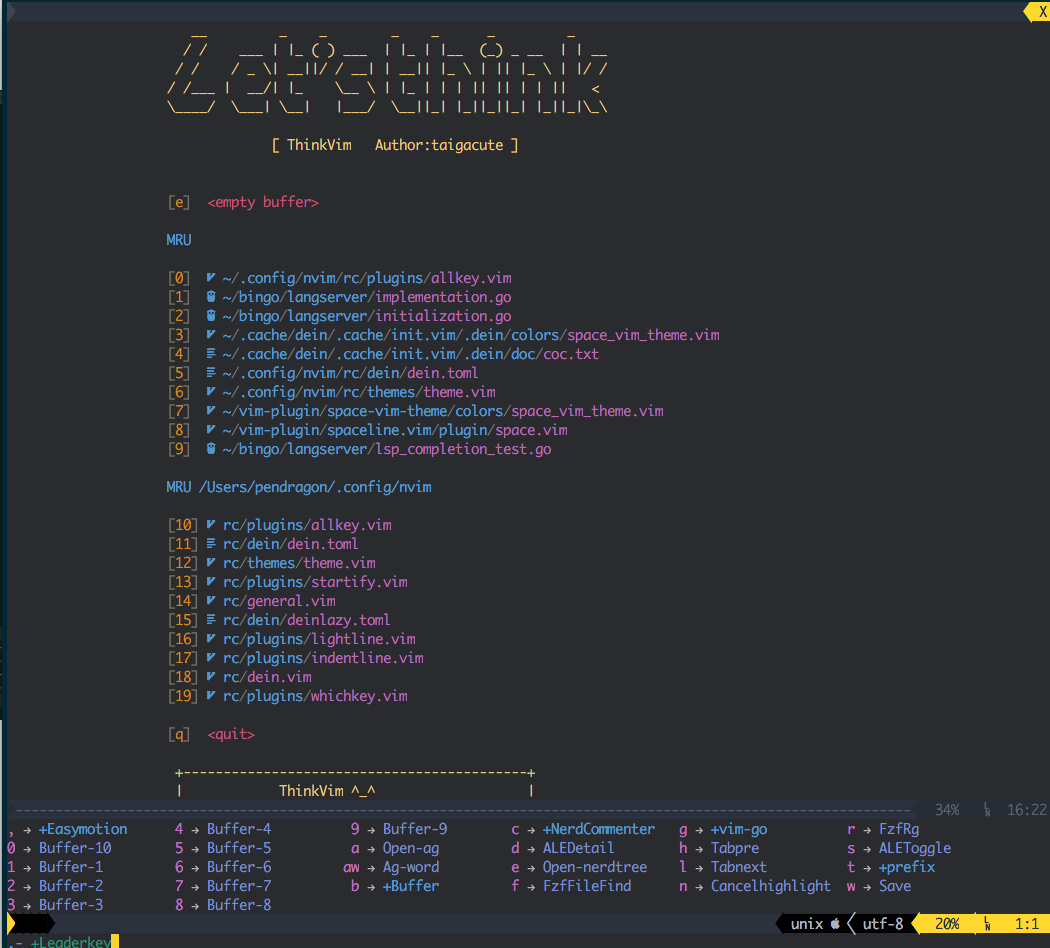 X
[ ThinkVim   Author:taigacute ]
[e]  <empty buffer>
MRU
[0]  ~/.config/nvim/rc/plugins/allkey.vim
[1]  ~/bingo/langserver/implementation.go
[2]  ~/bingo/langserver/initialization.go
[3]  ~/.cache/dein/.cache/init.vim/.dein/colors/space_vim_theme.vim
[4]  ~/.cache/dein/.cache/init.vim/.dein/doc/coc.txt
[5]  ~/.config/nvim/rc/dein/dein.toml
[6]  ~/.config/nvim/rc/themes/theme.vim
[7]  ~/vim-plugin/space-vim-theme/colors/space_vim_theme.vim
[8]  ~/vim-plugin/spaceline.vim/plugin/space.vim
[9]  ~/bingo/langserver/lsp_completion_test.go
MRU /Users/pendragon/.config/nvim
[10] rc/plugins/allkey.vim
[11] rc/dein/dein.toml
[12] rc/themes/theme.vim
[13] rc/plugins/startify.vim
[14] rc/general.vim
[15] rc/dein/deinlazy.toml
[16] rc/plugins/lightline.vim
[17] rc/plugins/indentline.vim
[18] rc/dein.vim
[19] rc/plugins/whichkey.vim
[q]  <quit>
+-------------------------------------------+
|            ThinkVim ^_^                   |
34%  LN  16:22
, → +Easymotion   4 → Buffer-4   9 → Buffer-9   c → +NerdCommenter   g → +vim-go   r → FzfRg
0 → Buffer-10   5 → Buffer-5   a → Open-ag   d → ALEDetail   h → Tabpre   s → ALEToggle
1 → Buffer-1   6 → Buffer-6   aw → Ag-word   e → Open-nerdtree   l → Tabnext   t → +prefix
2 → Buffer-2   7 → Buffer-7   b → +Buffer   f → FzfFileFind   n → Cancelhighlight   w → Save
3 → Buffer-3   8 → Buffer-8
unix  utf-8  20%  LN  1:1
,- +Leaderkey